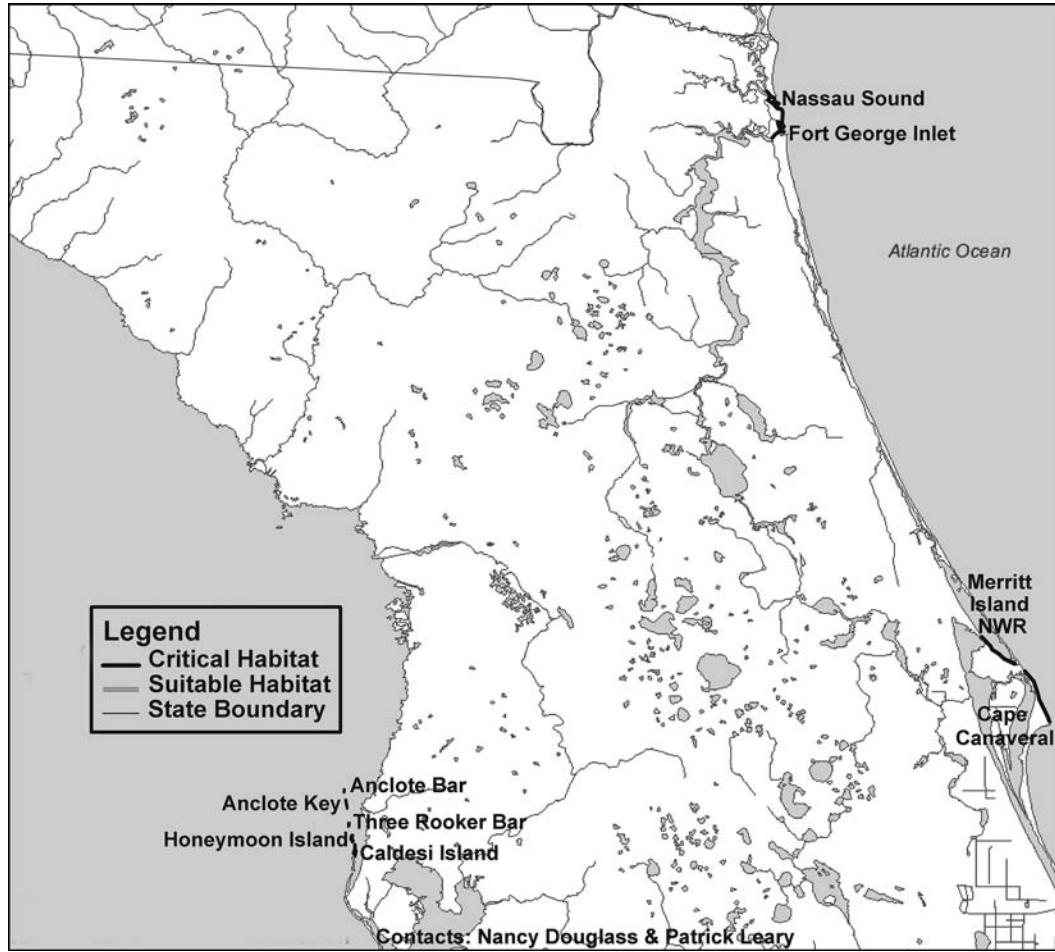 Nassau Sound
Fort George Inlet
Atlantic Ocean
Merritt
Island
NWR
Legend
Critical Habitat
Suitable Habitat
State Boundary
Cape
Canaveral
Anclote Bar
Anclote Key
Three Rooker Bar
Honeymoon Island
Caldesi Island
Contacts: Nancy Douglass & Patrick Leary